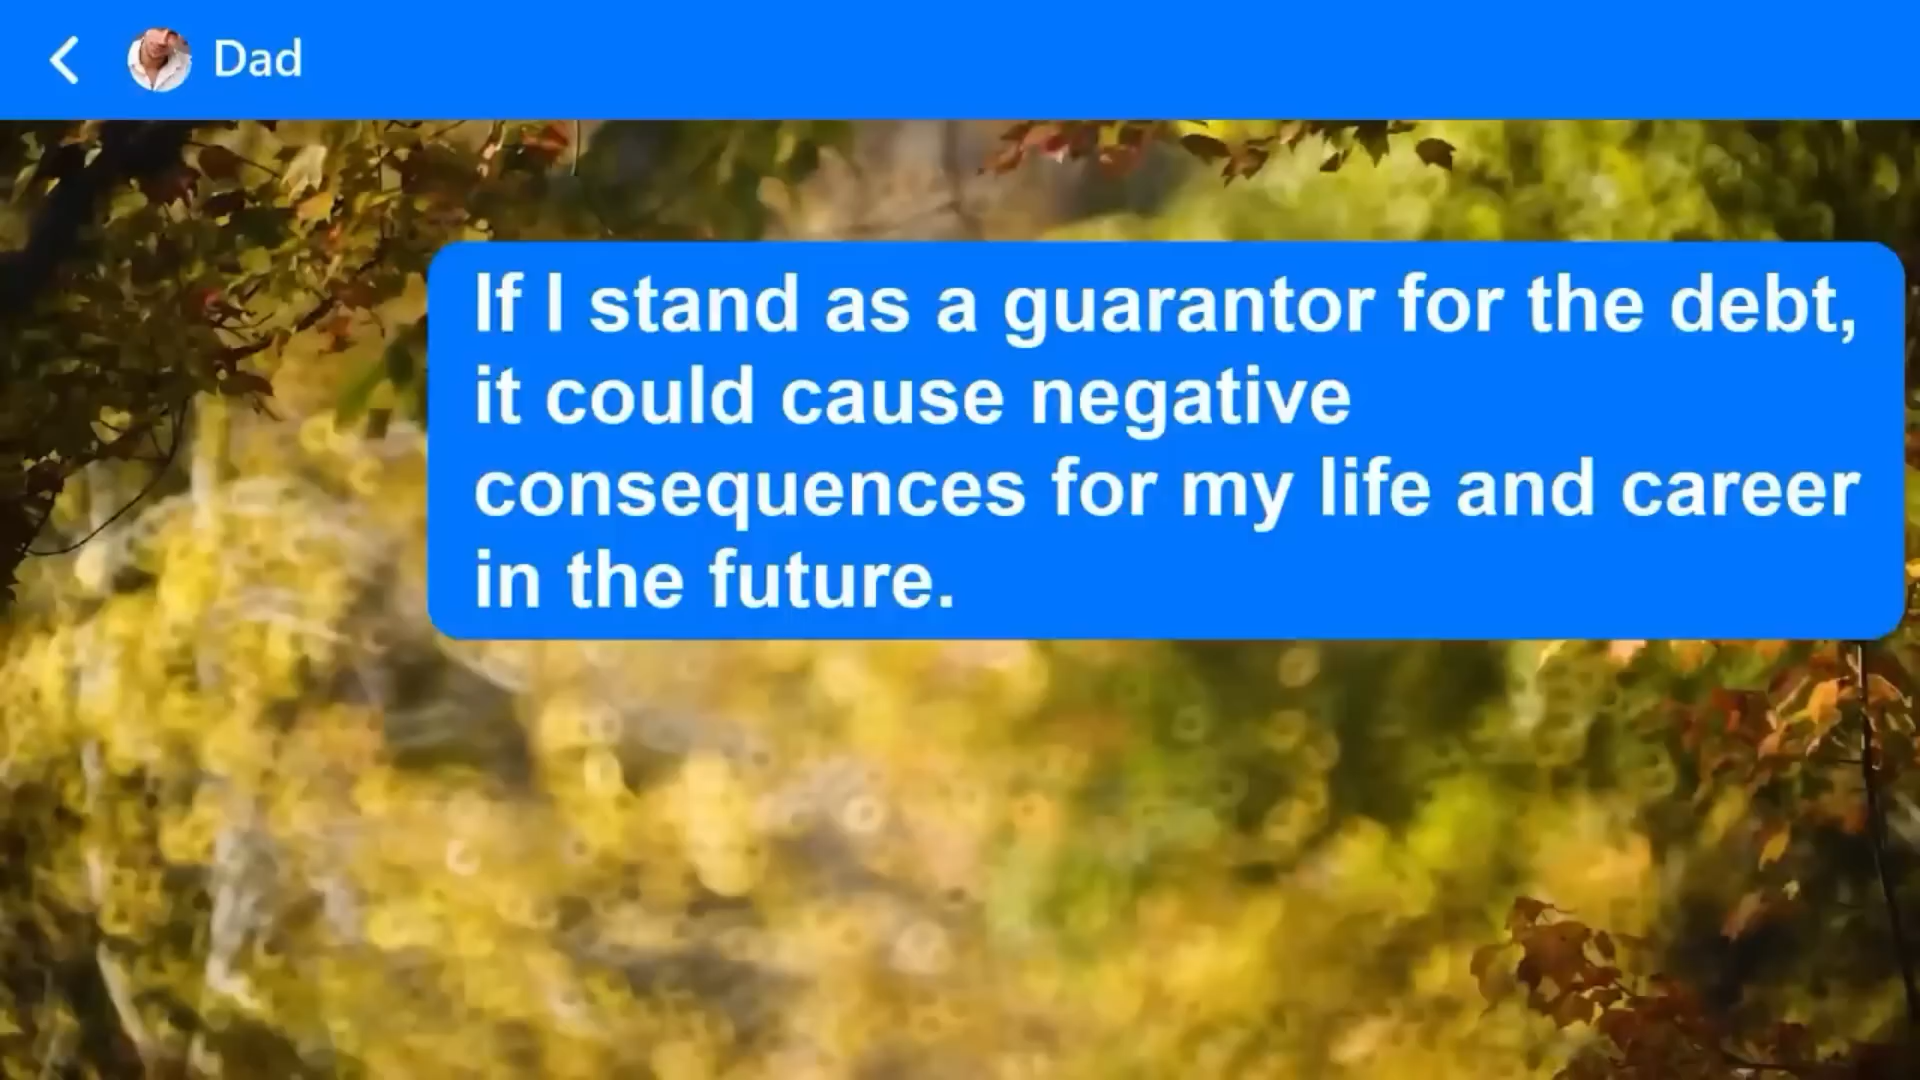 Dad
If I stand as a guarantor for the debt,
it could cause negative
consequences for my life and career
in the future.